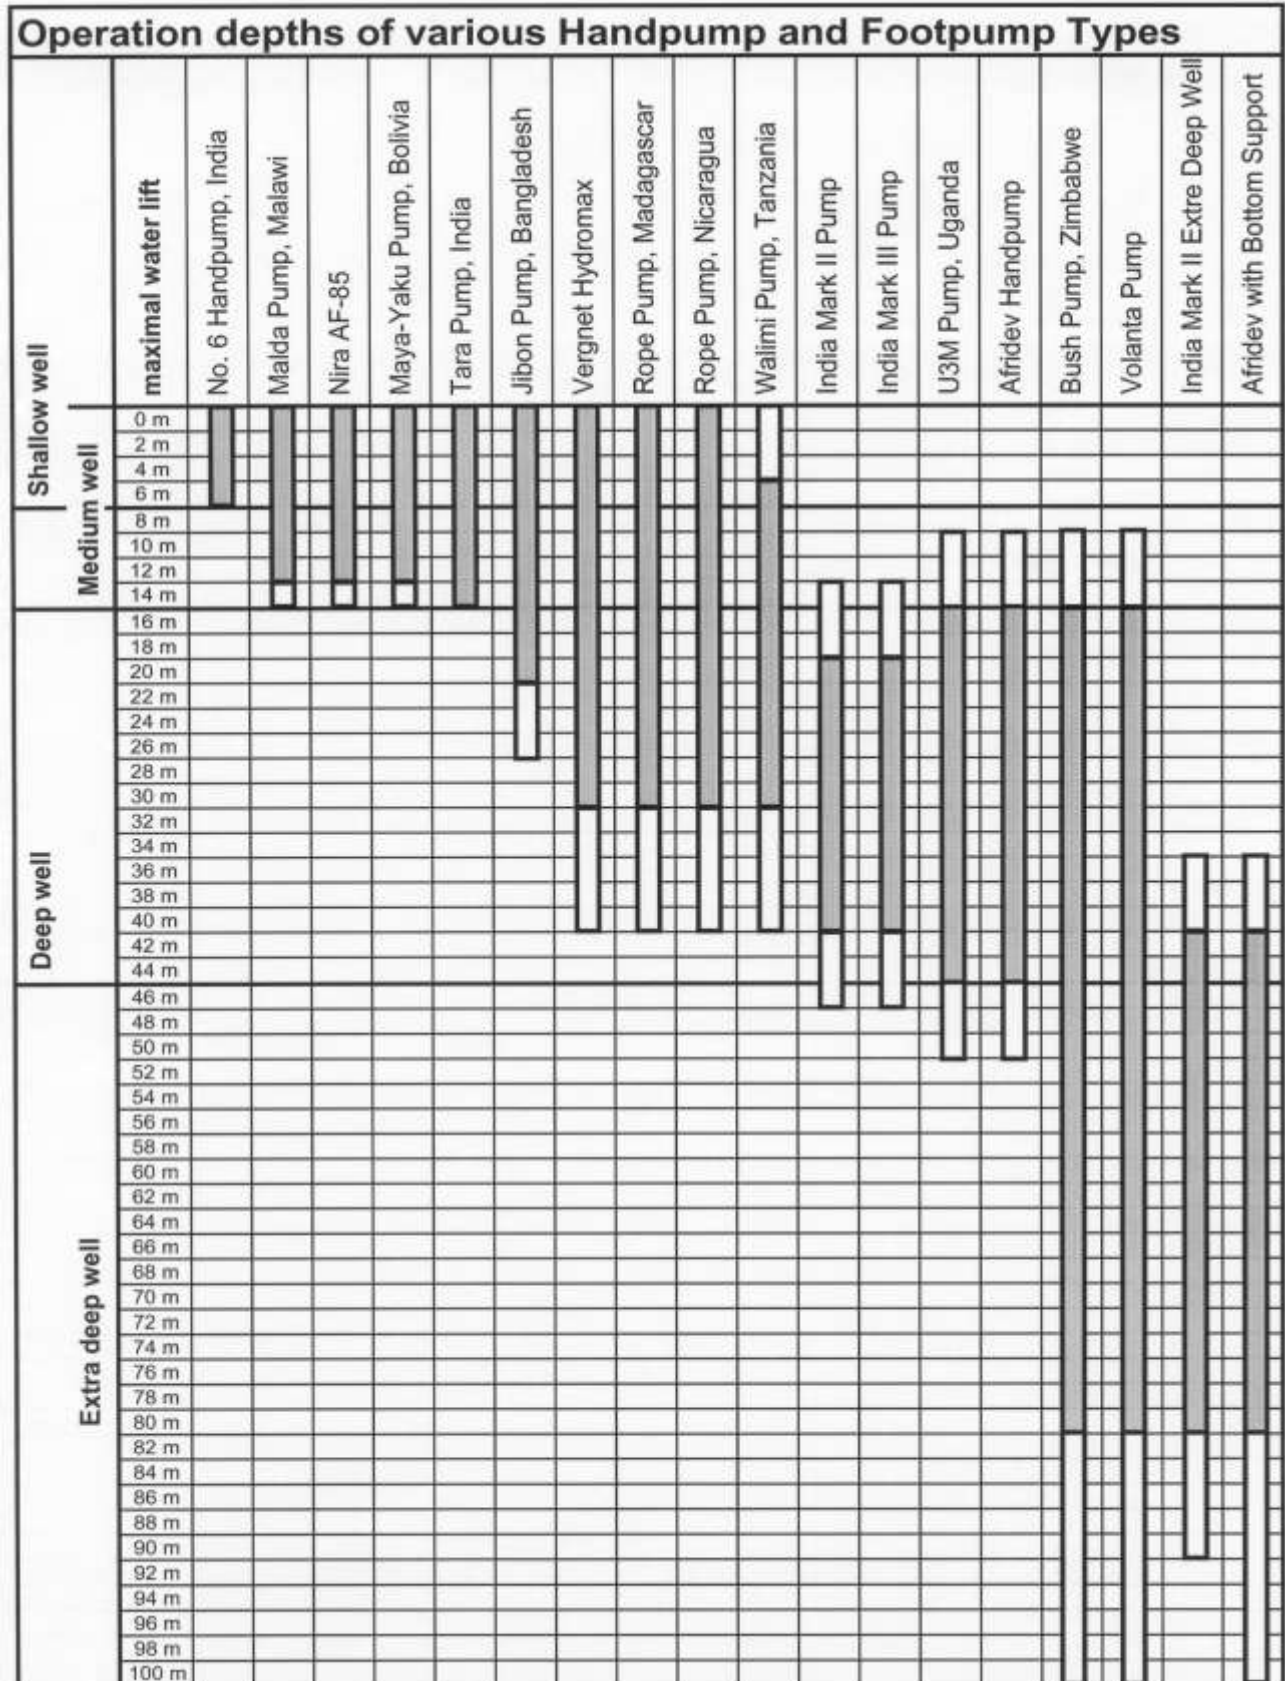 Operation depths of various Handpump and Footpump Types
Shallow well
Medium well
Deep well
Extra deep well
maximal water lift
No. 6 Handpump, India
Malda Pump, Malawi
Nira AF-85
Maya-Yaku Pump, Bolivia
Tara Pump, India
Jibon Pump, Bangladesh
Vergnet Hydromax
Rope Pump, Madagascar
Rope Pump, Nicaragua
Walimi Pump, Tanzania
India Mark II Pump
India Mark III Pump
U3M Pump, Uganda
Afridev Handpump
Bush Pump, Zimbabwe
Volanta Pump
India Mark II Extre Deep Well
Afridev with Bottom Support
0 m
2 m
4 m
6 m
8 m
10 m
12 m
14 m
16 m
18 m
20 m
22 m
24 m
26 m
28 m
30 m
32 m
34 m
36 m
38 m
40 m
42 m
44 m
46 m
48 m
50 m
52 m
54 m
56 m
58 m
60 m
62 m
64 m
66 m
68 m
70 m
72 m
74 m
76 m
78 m
80 m
82 m
84 m
86 m
88 m
90 m
92 m
94 m
96 m
98 m
100 m